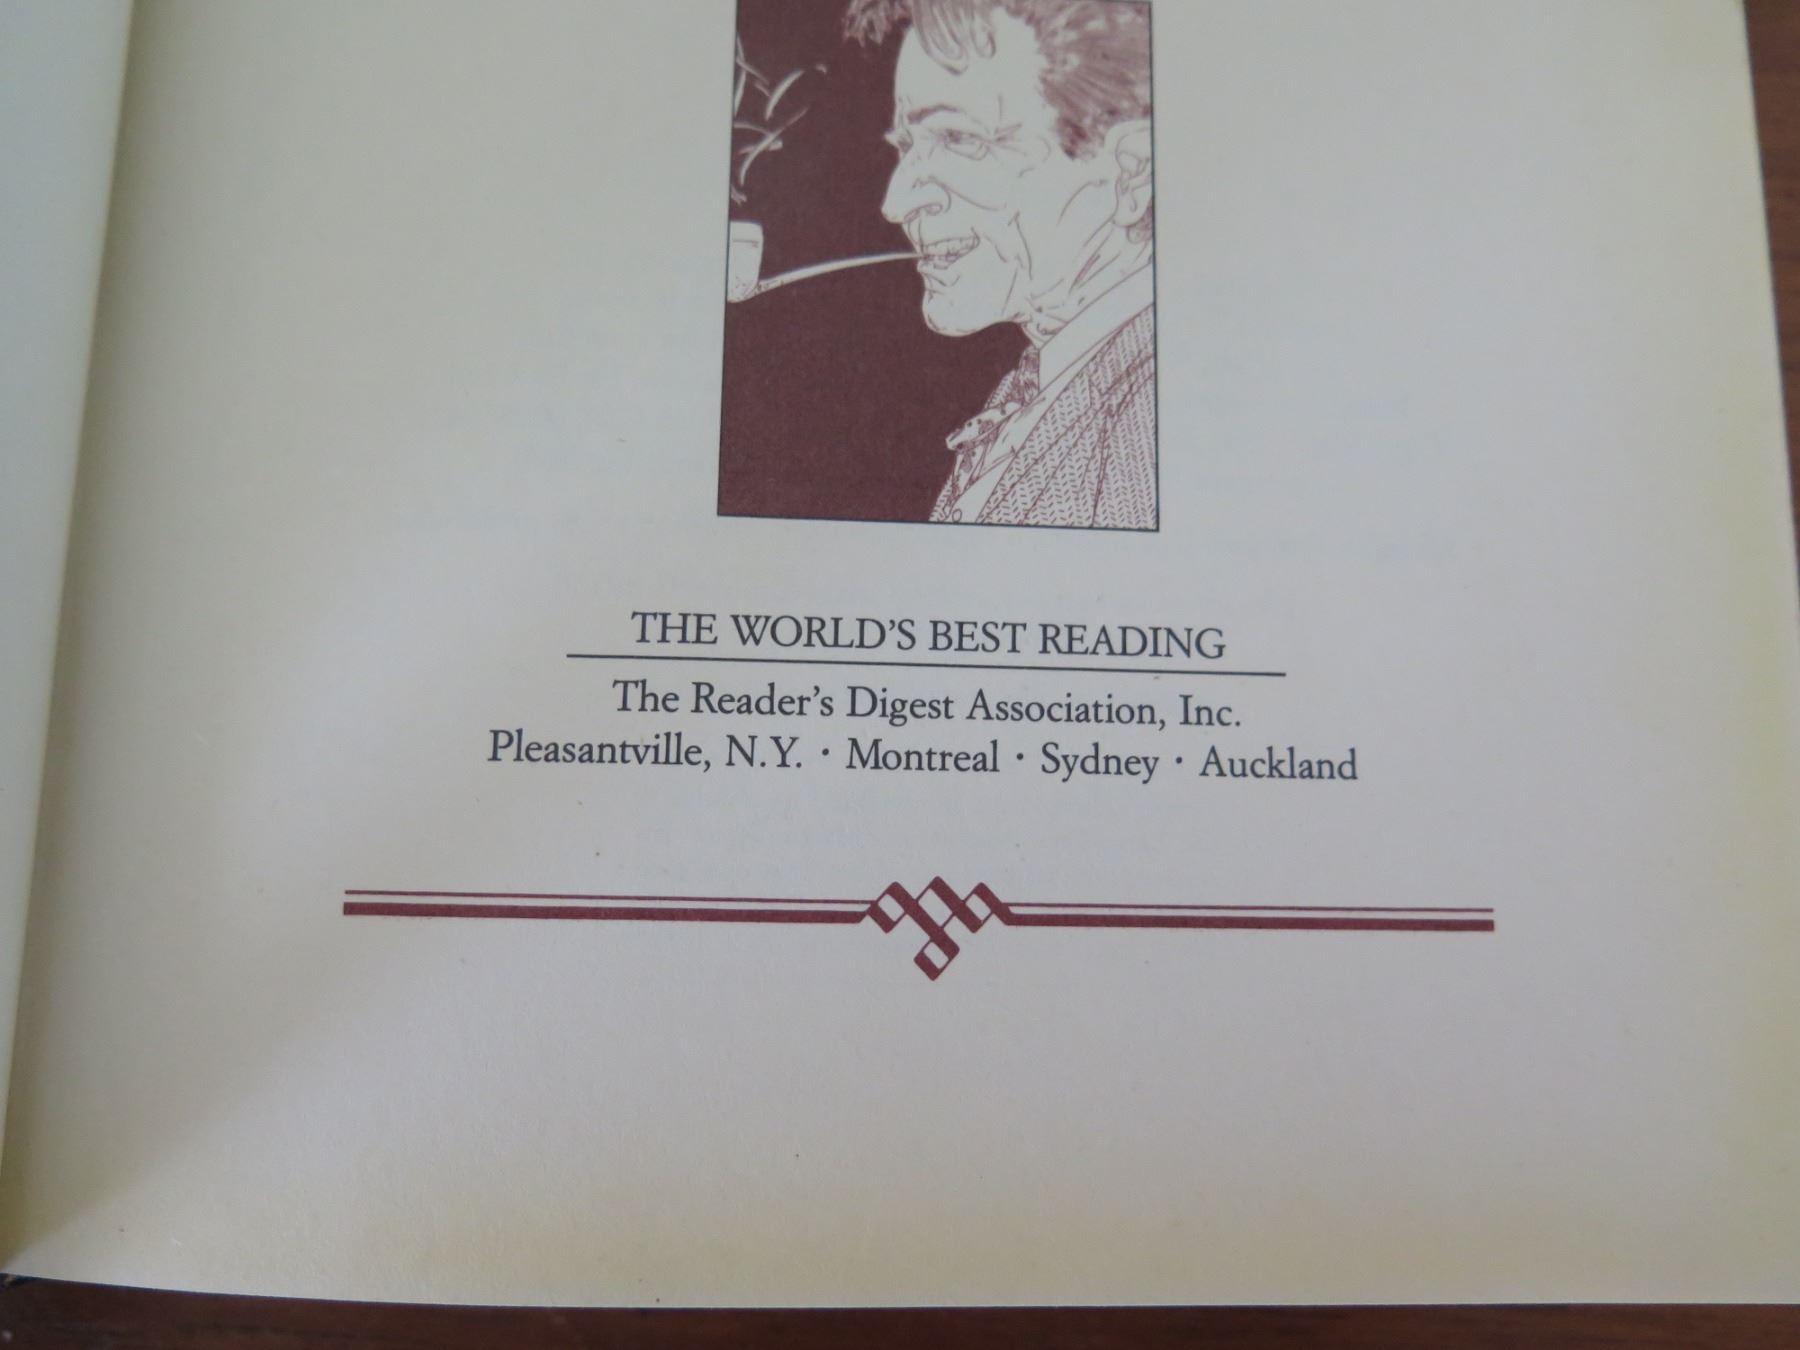 THE WORLD’S BEST READING
The Reader’s Digest Association, Inc.
Pleasantville, N.Y. · Montreal · Sydney · Auckland